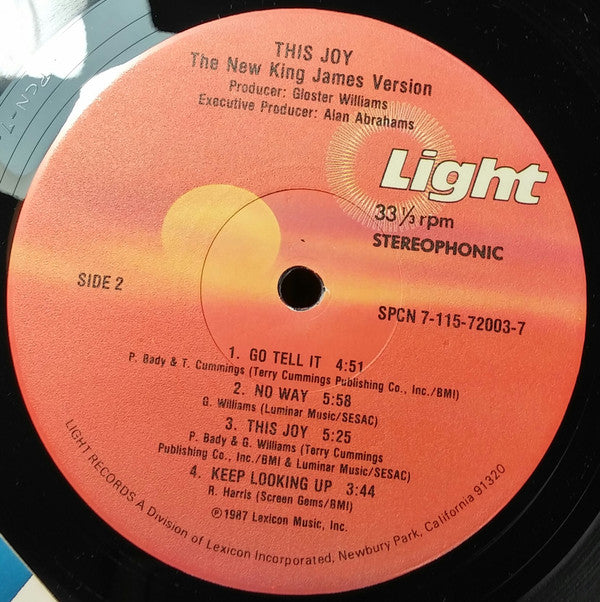 THIS JOY
The New King James Version
Producer: Gloster Williams
Executive Producer: Alan Abrahams
Light
33 ⅓ rpm
STEREOPHONIC
SIDE 2
SPCN 7-115-72003-7
1. GO TELL IT 4:51
P. Bady & T. Cummings (Terry Cummings Publishing Co., Inc./BMI)
2. NO WAY 5:58
G. Williams (Luminar Music/SESAC)
3. THIS JOY 5:25
P. Bady & G. Williams (Terry Cummings
Publishing Co., Inc./BMI & Luminar Music/SESAC)
4. KEEP LOOKING UP 3:44
R. Harris (Screen Gems/BMI)
℗1987 Lexicon Music, Inc.
LIGHT RECORDS A Division of Lexicon Incorporated, Newbury Park, California 91320